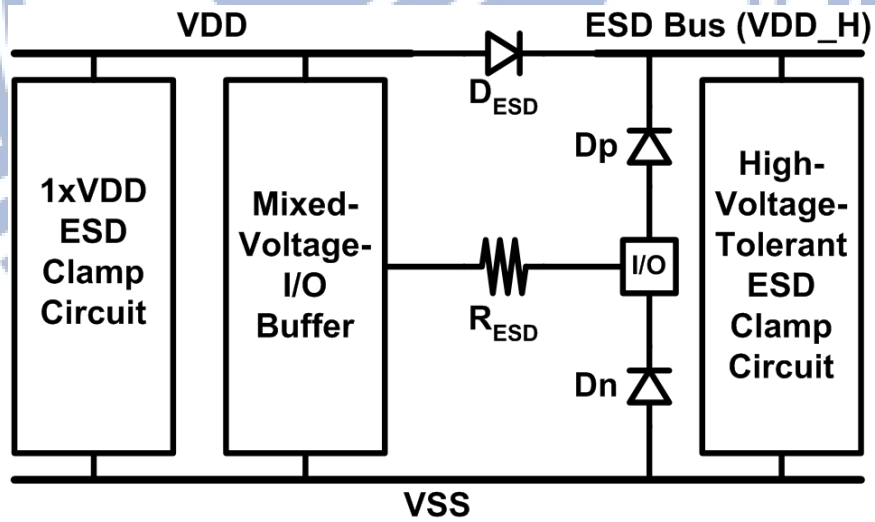 VDD
ESD Bus (VDD_H)
DESD
Dp
1xVDD
ESD
Clamp
Circuit
Mixed-
Voltage-
I/O
Buffer
RESD
I/O
Dn
High-
Voltage-
Tolerant
ESD
Clamp
Circuit
VSS